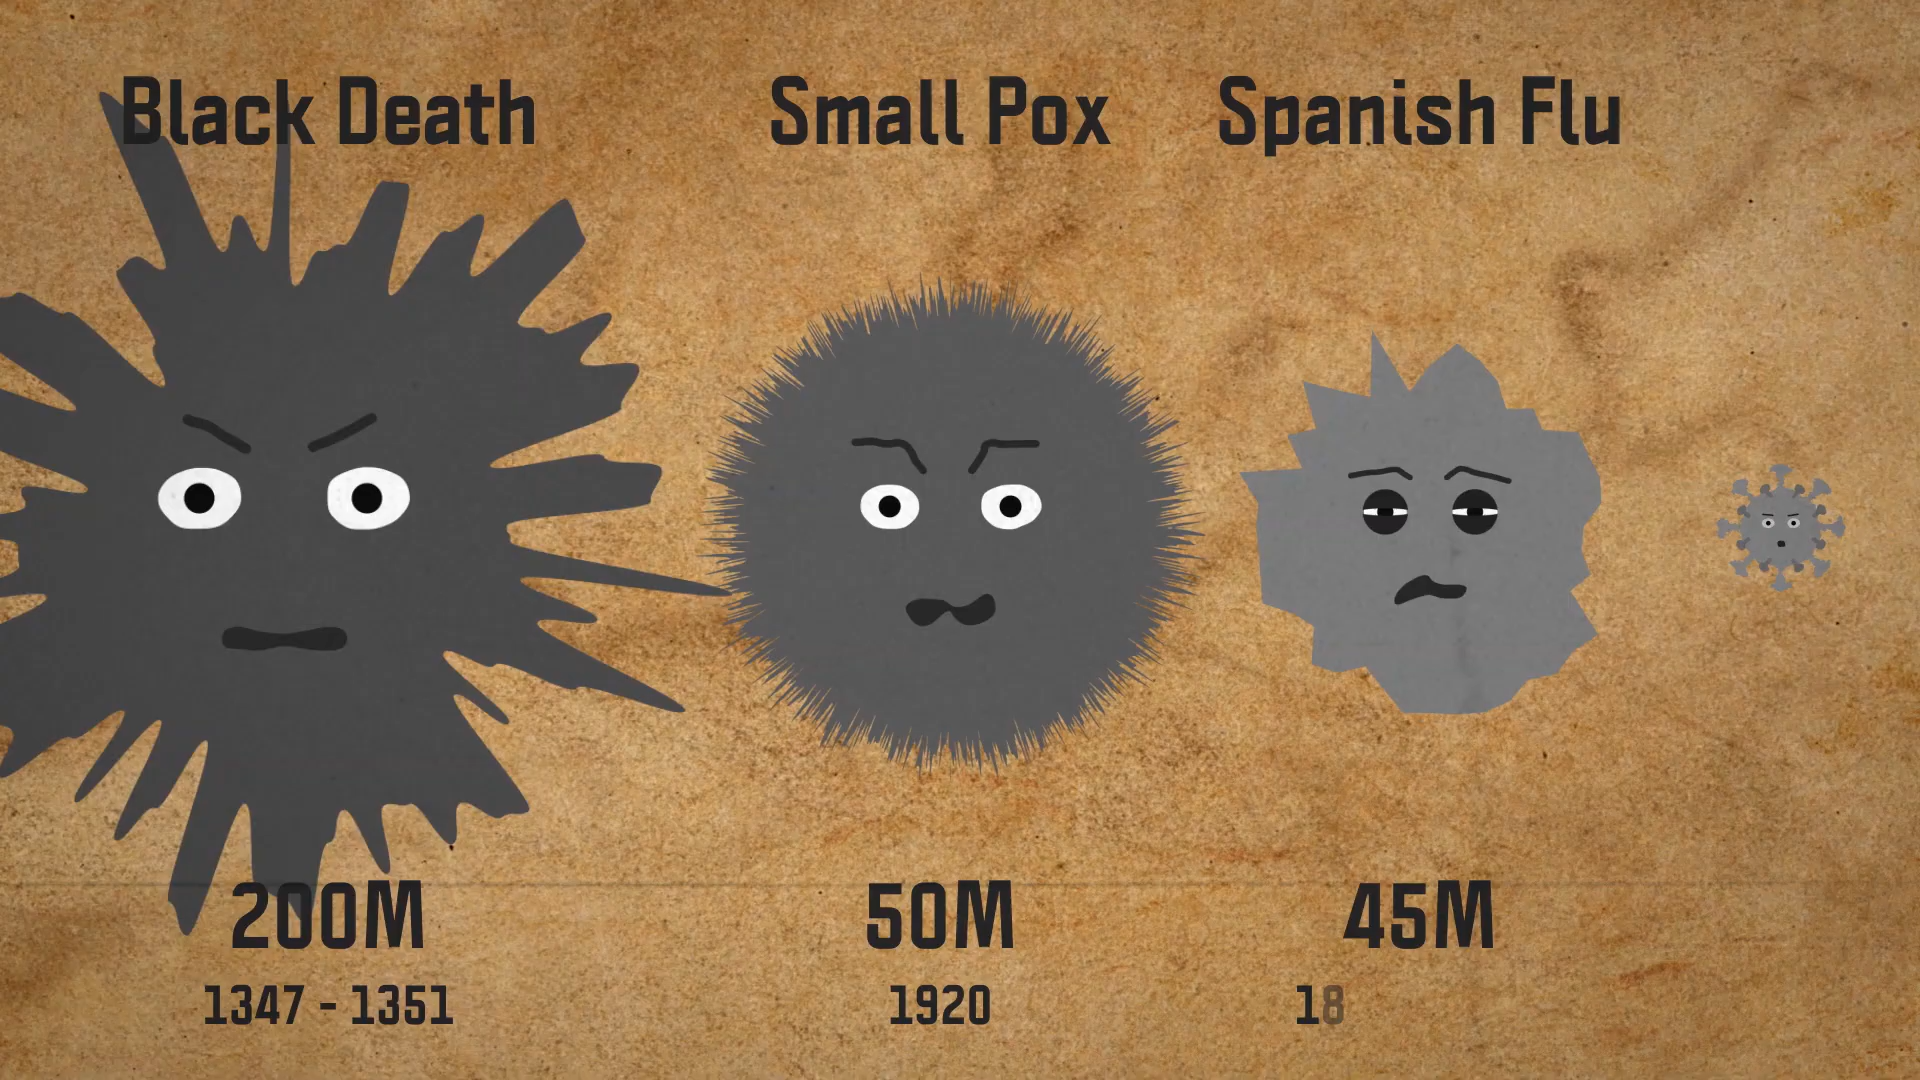 Black Death
Small Pox
Spanish Flu
200M
50M
45M
1347 - 1351
1920
18